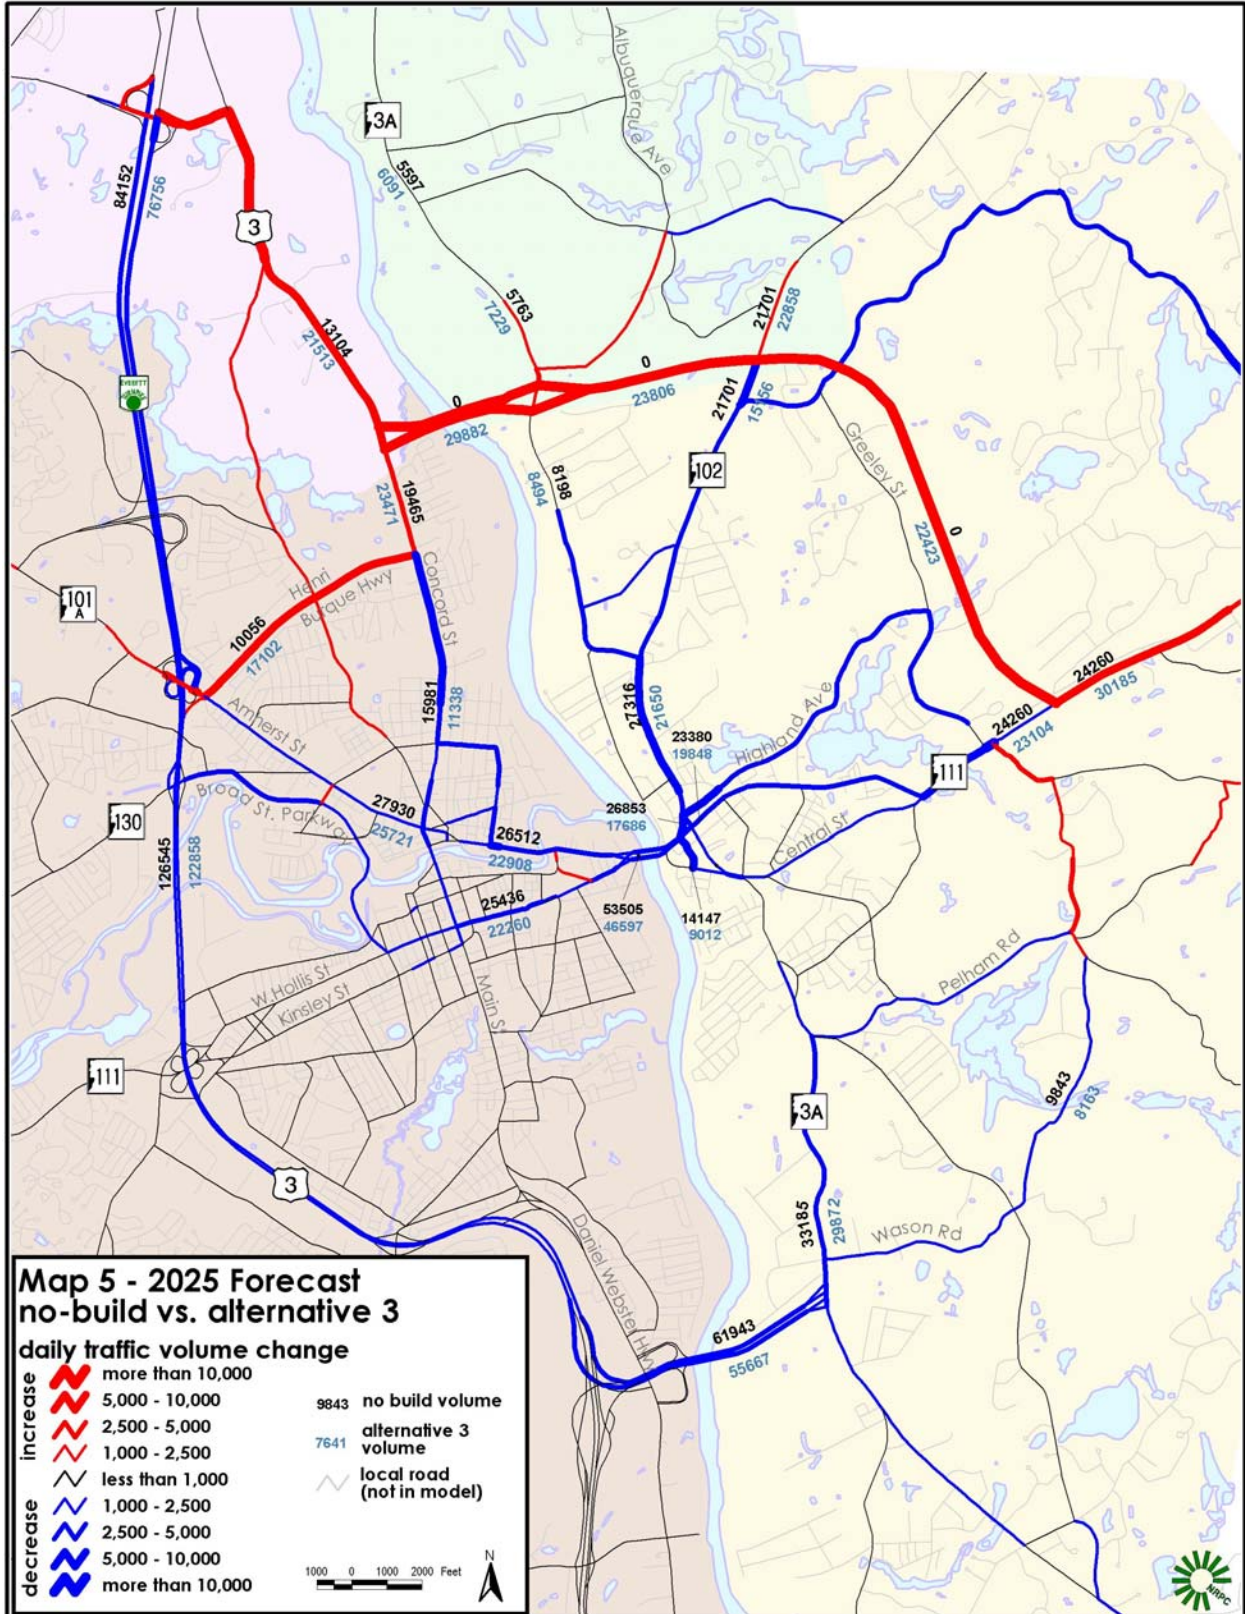 Albuquerque Ave
3A
5597
6091
84152
76756
3
5763
7229
21701
22858
13104
21513
0
23806
0
29882
21701
EVERETT
TURNPIKE
102
Greeley St
8198
8494
19465
23471
0
22423
Concord St
Henri
Burque Hwy
101
A
10056
17102
24260
30185
15981
11338
27316
21650
Amherst St
23380
19848
Highland Ave
24260
23104
111
130
Broad St. Parkway
27930
25721
26512
22908
26853
17686
Central St
126545
122858
25436
22260
53505
46597
14147
9012
Pelham Rd
W.Hollis St
Kinsley St
Main St
111
9843
8163
3A
3
33185
29872
Wason Rd
Daniel Webster Hwy
61943
55667
Map 5 - 2025 Forecast
no-build vs. alternative 3
daily traffic volume change
increase
more than 10,000
5,000 - 10,000
2,500 - 5,000
1,000 - 2,500
less than 1,000
decrease
1,000 - 2,500
2,500 - 5,000
5,000 - 10,000
more than 10,000
9843 no build volume
7641 alternative 3
volume
local road
(not in model)
1000 0 1000 2000 Feet
N
NRPC